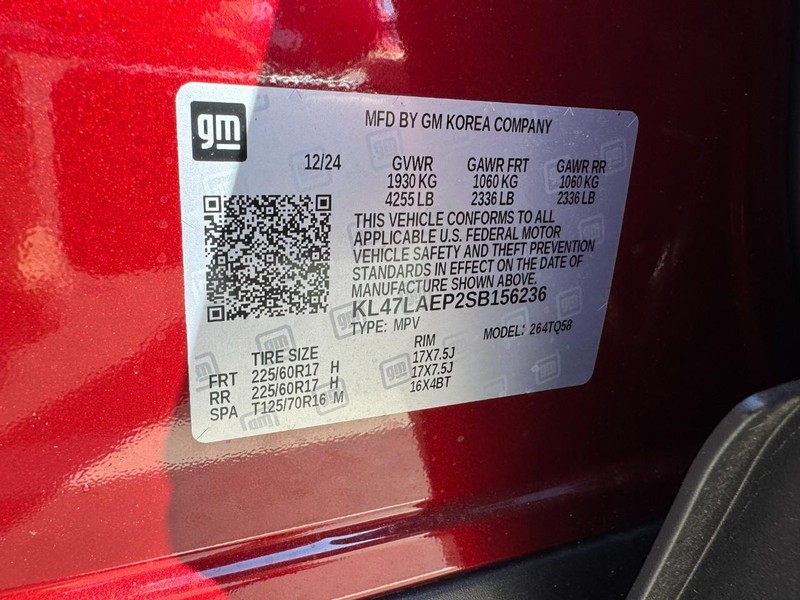 gm
MFD BY GM KOREA COMPANY
12/24 GVWR GAWR FRT GAWR RR
1930 KG 1060 KG 1060 KG
4255 LB 2336 LB 2336 LB
THIS VEHICLE CONFORMS TO ALL
APPLICABLE U.S. FEDERAL MOTOR
VEHICLE SAFETY AND THEFT PREVENTION
STANDARDS IN EFFECT ON THE DATE OF
MANUFACTURE SHOWN ABOVE.
KL47LAEP2SB156236
TYPE: MPV MODEL: 264TQ58
TIRE SIZE RIM
FRT 225/60R17 H 17X7.5J
RR 225/60R17 H 17X7.5J
SPA T125/70R16 M 16X4BT